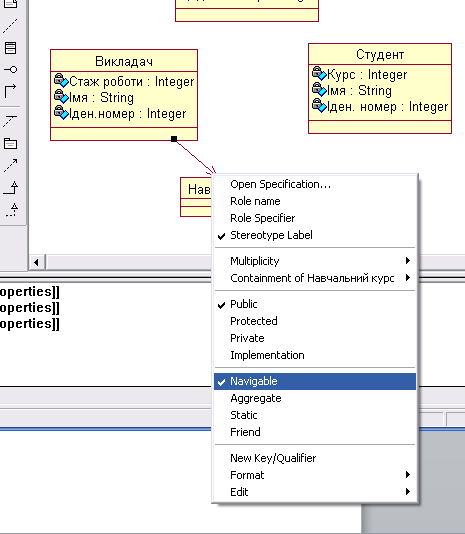 Викладач
Стаж роботи : Integer
Імя : String
Іден.номер : Integer
Студент
Курс : Integer
Імя : String
Іден. номер : Integer
Нав
Open Specification...
Role name
Role Specifier
Stereotype Label
Multiplicity
Containment of Навчальний курс
operties]]
operties]]
operties]]
Public
Protected
Private
Implementation
Navigable
Aggregate
Static
Friend
New Key/Qualifier
Format
Edit